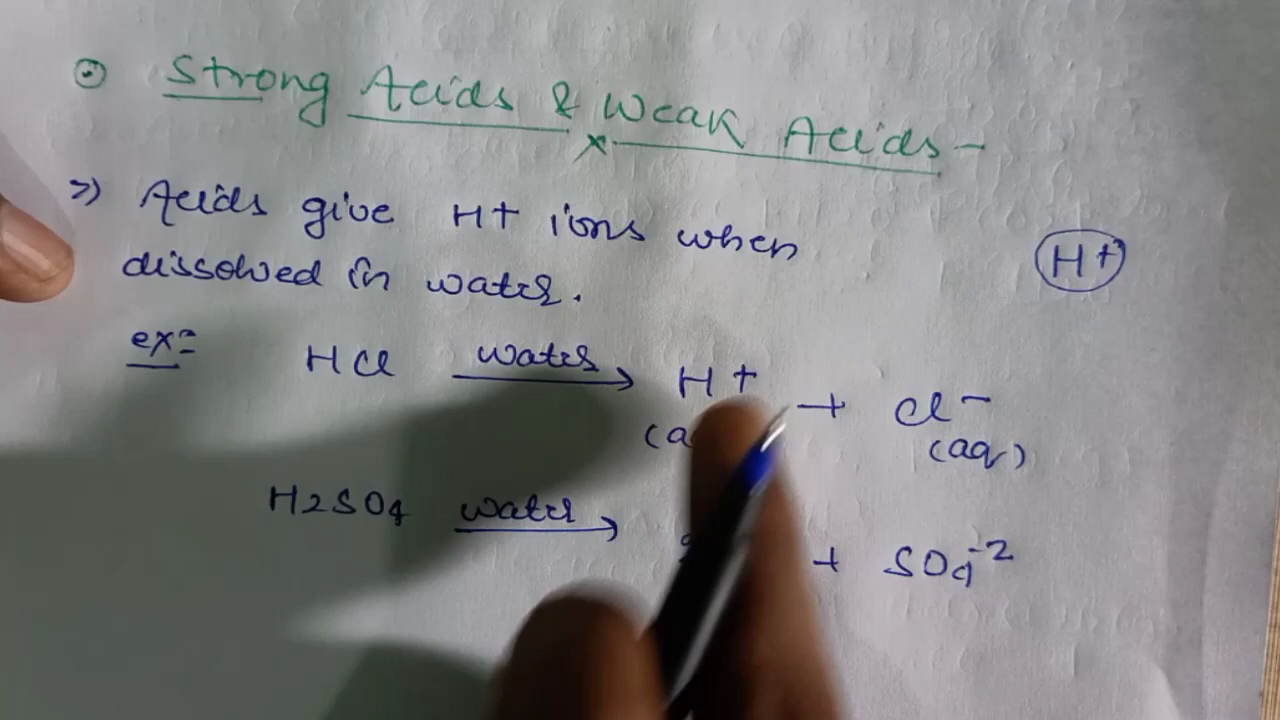 Strong Acids & Weak Acids-
=>) Acids give H+ ions when
dissolved in water.
H+
ex=
HCl water→ H+ + Cl-
(a (aq)
H2SO4 water→ + SO4-2